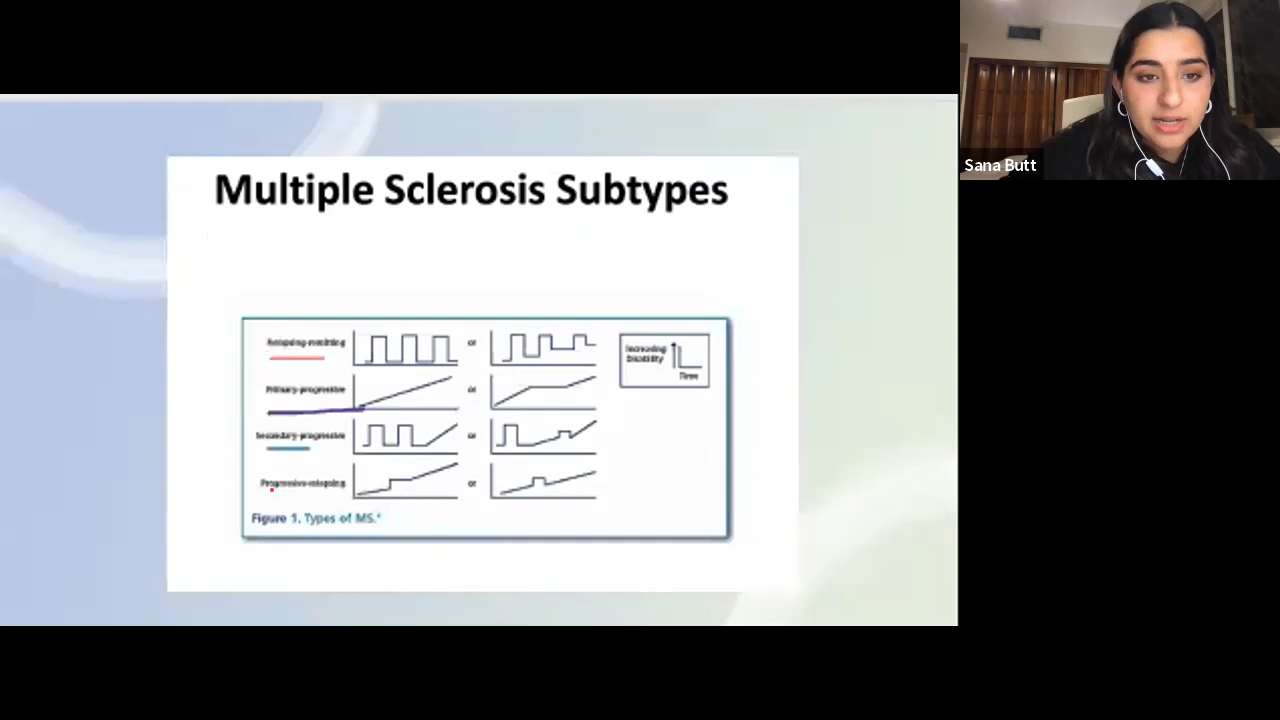 Sana Butt
Multiple Sclerosis Subtypes
Relapsing-remitting
or
Increasing
Disability
Time
Primary-progressive
or
Secondary-progressive
or
Progressive-relapsing
or
Figure 1. Types of MS.